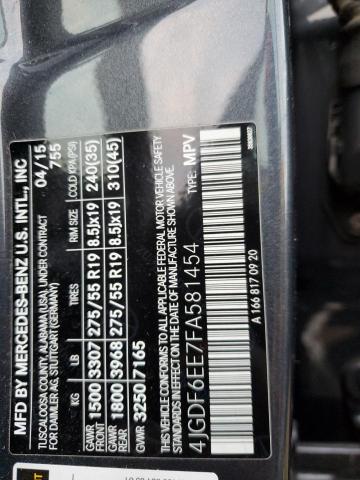 MFD BY MERCEDES-BENZ U.S. INTL., INC
TUSCALOOSA COUNTY, ALABAMA (USA), UNDER CONTRACT
FOR DAIMLER AG, STUTTGART (GERMANY)
04/15
755
KG LB TIRES RIM SIZE COLD KPA(PSI)
GAWR FRONT 1500 3307 275/55 R19 8.5Jx19 240(35)
GAWR REAR 1800 3968 275/55 R19 8.5Jx19 310(45)
GVWR 3250 7165
THIS VEHICLE CONFORMS TO ALL APPLICABLE FEDERAL MOTOR VEHICLE SAFETY
AND THEFT PREVENTION STANDARDS IN EFFECT ON THE DATE OF
MANUFACTURE SHOWN ABOVE.
4JGDF6EE7FA581454 TYPE: MPV
A 166 817 09 20